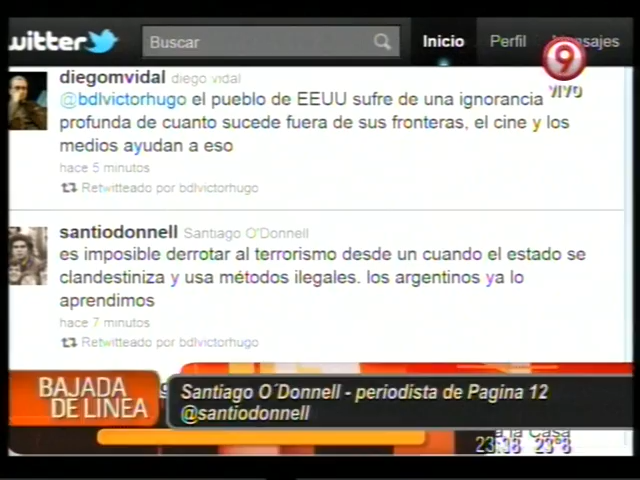 witter
Buscar
Inicio
Perfil
9
VIVO
diegomvidal diego vidal
@bdlvictorhugo el pueblo de EEUU sufre de una ignorancia
profunda de cuanto sucede fuera de sus fronteras, el cine y los
medios ayudan a eso
hace 5 minutos
Retwitteado por bdlvictorhugo
santiodonnell Santiago O'Donnell
es imposible derrotar al terrorismo desde un cuando el estado se
clandestiniza y usa métodos ilegales. los argentinos ya lo
aprendimos
hace 7 minutos
Retwitteado por bdlvictorhugo
BAJADA
DE LINEA
Santiago O´Donnell - periodista de Pagina 12
@santiodonnell
a la Casa
23:38 23°8